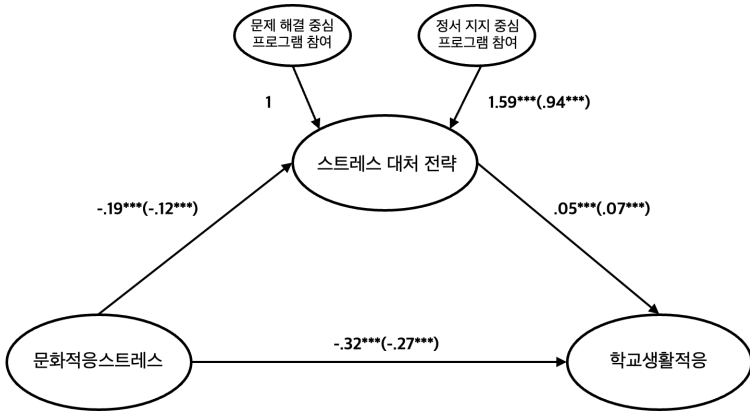 문제 해결 중심
프로그램 참여
정서 지지 중심
프로그램 참여
1
1.59***(.94***)
스트레스 대처 전략
-.19***(-.12***)
.05***(.07***)
-.32***(-.27***)
문화적응스트레스
학교생활적응